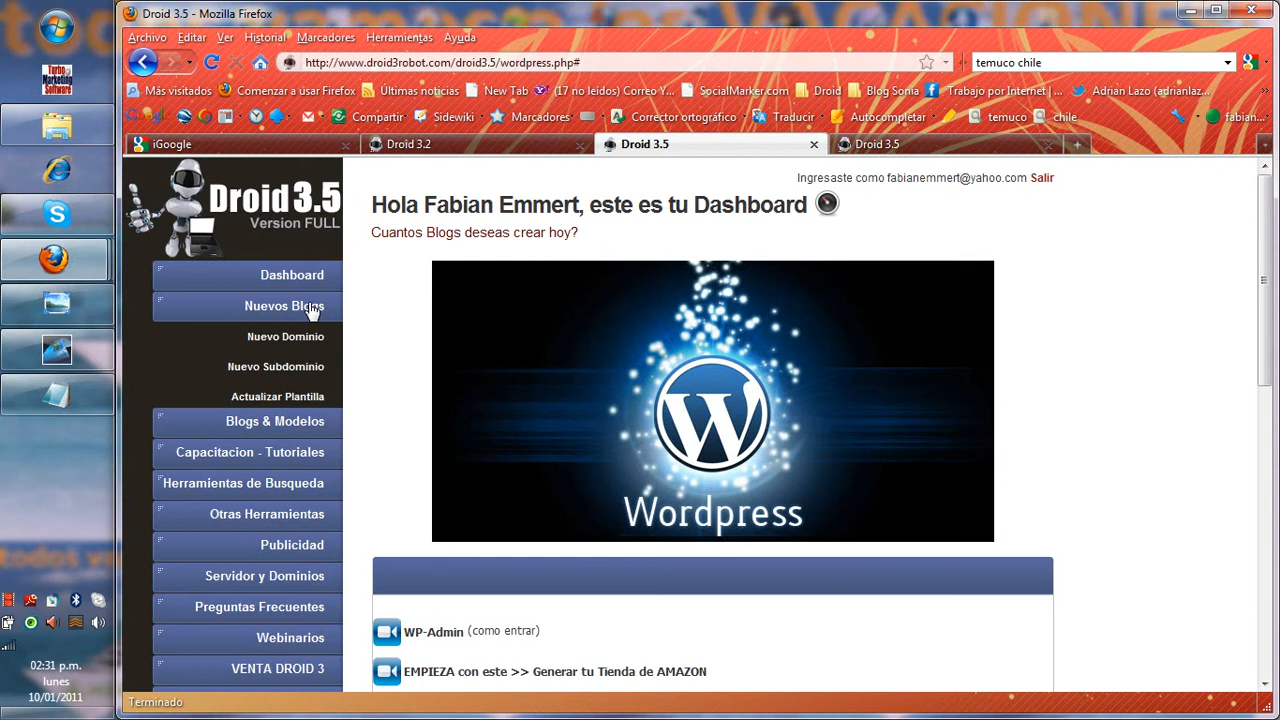 Droid 3.5 - Mozilla Firefox
Archivo Editar Ver Historial Marcadores Herramientas Ayuda
http://www.droid3robot.com/droid3.5/wordpress.php#
temuco chile
Más visitados Comenzar a usar Firefox Últimas noticias New Tab (17 no leidos) Correo Y... SocialMarker.com Droid Blog Sonia Trabajo por Internet |... Adrian Lazo (adrianlaz...
Compartir Sidewiki Marcadores Corrector ortográfico Traducir Autocompletar temuco chile fabian...
iGoogle Droid 3.2 Droid 3.5 Droid 3.5
Turbo
Marketing
Software
Droid 3.5
Version FULL
Ingresaste como fabianemmert@yahoo.com Salir
Hola Fabian Emmert, este es tu Dashboard
Cuantos Blogs deseas crear hoy?
Dashboard
Nuevos Blogs
Nuevo Dominio
Nuevo Subdominio
Actualizar Plantilla
Blogs & Modelos
Capacitacion - Tutoriales
Herramientas de Busqueda
Otras Herramientas
Publicidad
Servidor y Dominios
Preguntas Frecuentes
Webinarios
VENTA DROID 3
W
Wordpress
WP-Admin (como entrar)
EMPIEZA con este >> Generar tu Tienda de AMAZON
02:31 p.m.
lunes
10/01/2011
Terminado